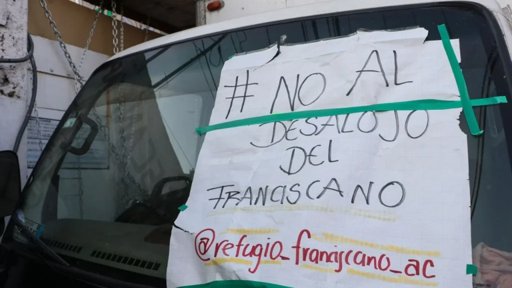 # NO AL
DESALOJO
DEL
FRANCISCANO
@refugio_franciscano_ac